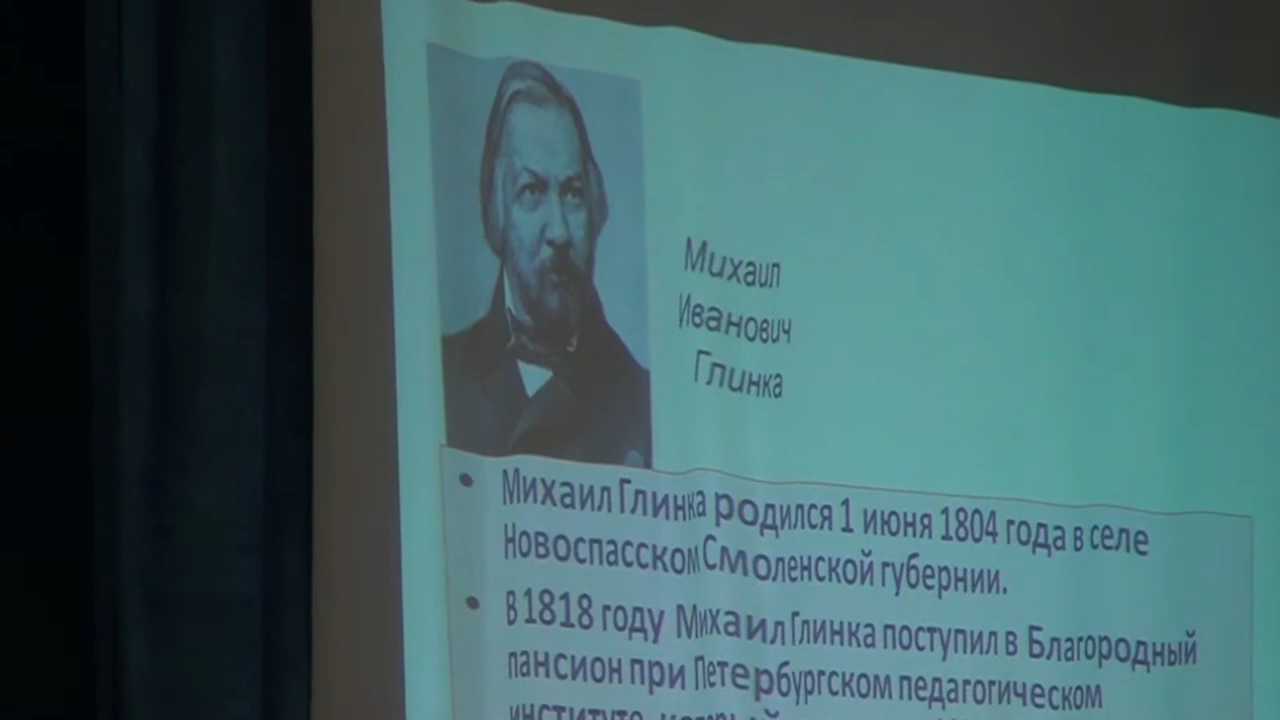 Михаил
Иванович
Глинка
• Михаил Глинка родился 1 июня 1804 года в селе
Новоспасском Смоленской губернии.
• В 1818 году Михаил Глинка поступил в Благородный
пансион при Петербургском педагогическом
институте,